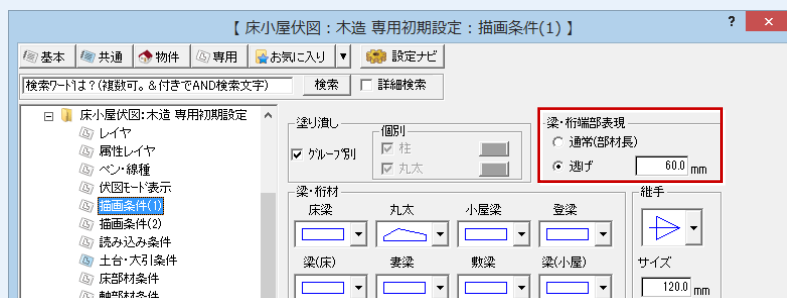 【 床小屋伏図：木造 専用初期設定：描画条件(1) 】
? ×
基本 共通 物件 専用 お気に入り ▼ 設定ナビ
検索ワードは？(複数可。&付きでAND検索文字) 検索 詳細検索
床小屋伏図:木造 専用初期設定
レイヤ
属性レイヤ
ペン・線種
伏図モード表示
描画条件(1)
描画条件(2)
読み込み条件
土台・大引条件
床部材条件
軸部材条件
塗り潰し
グループ別
個別
柱
丸太
梁・桁端部表現
通常(部材長)
逃げ 60.0 mm
梁・桁材
床梁 丸太 小屋梁 登梁
梁(床) 妻梁 敷梁 梁(小屋)
継手
サイズ
120.0 mm